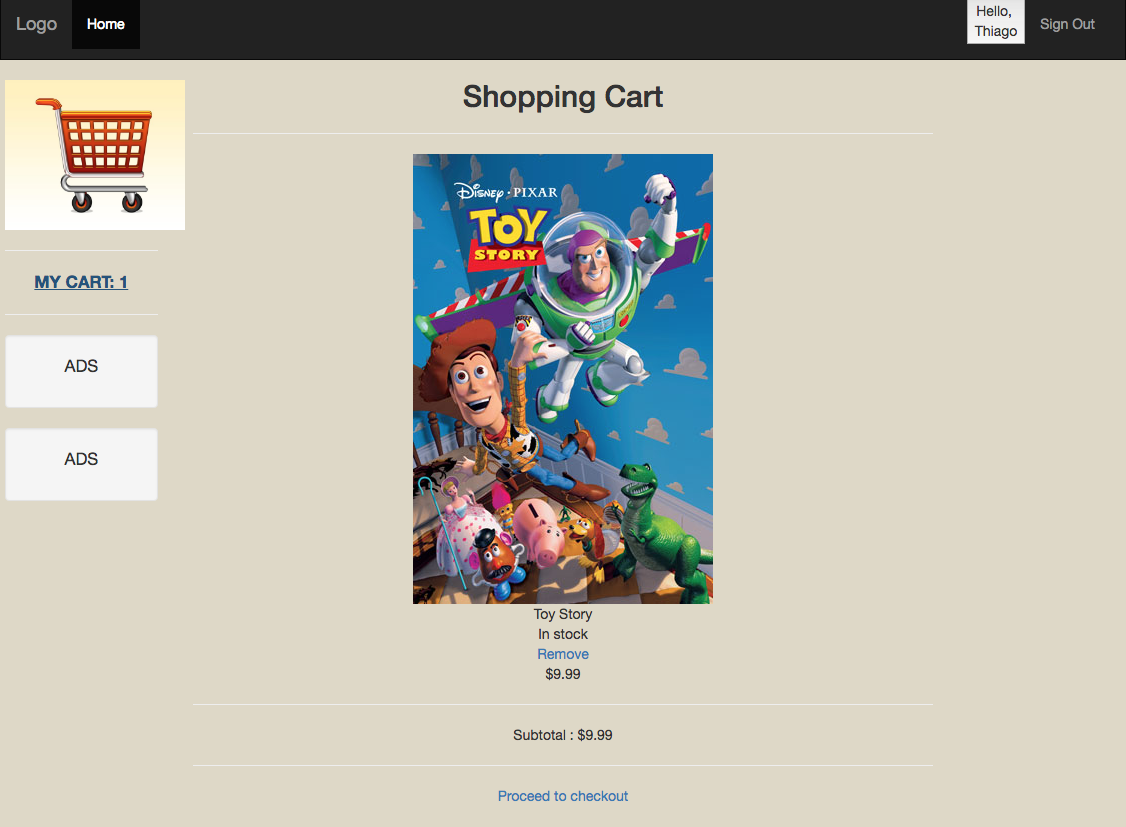 Logo
Home
Hello,
Thiago
Sign Out
Shopping Cart
MY CART: 1
ADS
ADS
Disney · PIXAR
TOY
STORY
Toy Story
In stock
Remove
$9.99
Subtotal : $9.99
Proceed to checkout